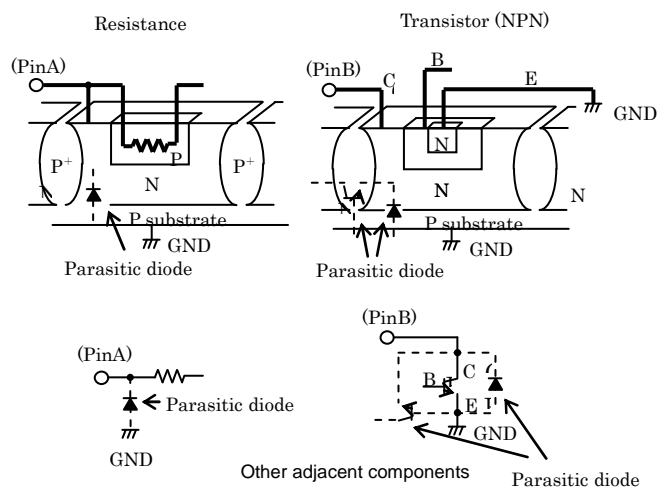 Resistance
Transistor (NPN)
(PinA)
(PinB)
C
B
E
GND
P
N
P+
P+
N
N
N
P substrate
P substrate
GND
GND
Parasitic diode
Parasitic diode
(PinB)
(PinA)
C
B
Parasitic diode
E
GND
GND
Other adjacent components
Parasitic diode